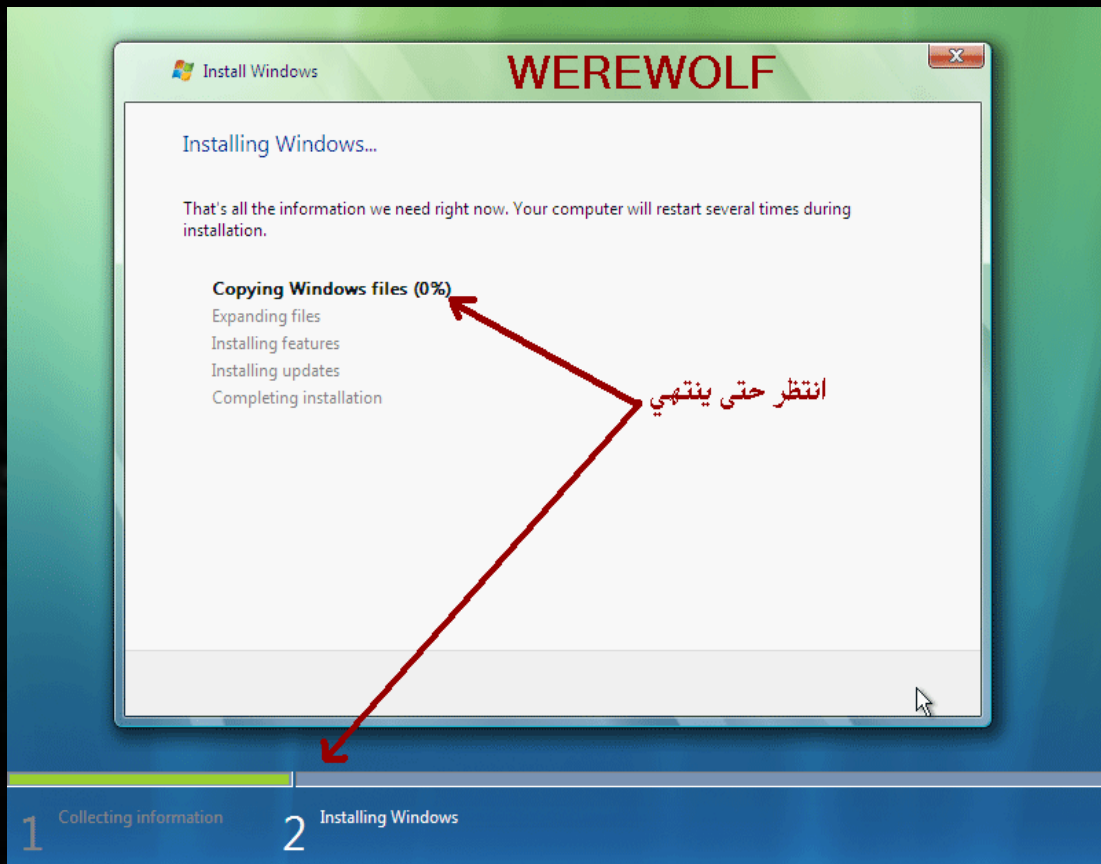 Install Windows
WEREWOLF
Installing Windows...
That's all the information we need right now. Your computer will restart several times during
installation.
Copying Windows files (0%)
Expanding files
Installing features
Installing updates
Completing installation
انتظر حتى ينتهي
1 Collecting information
2 Installing Windows